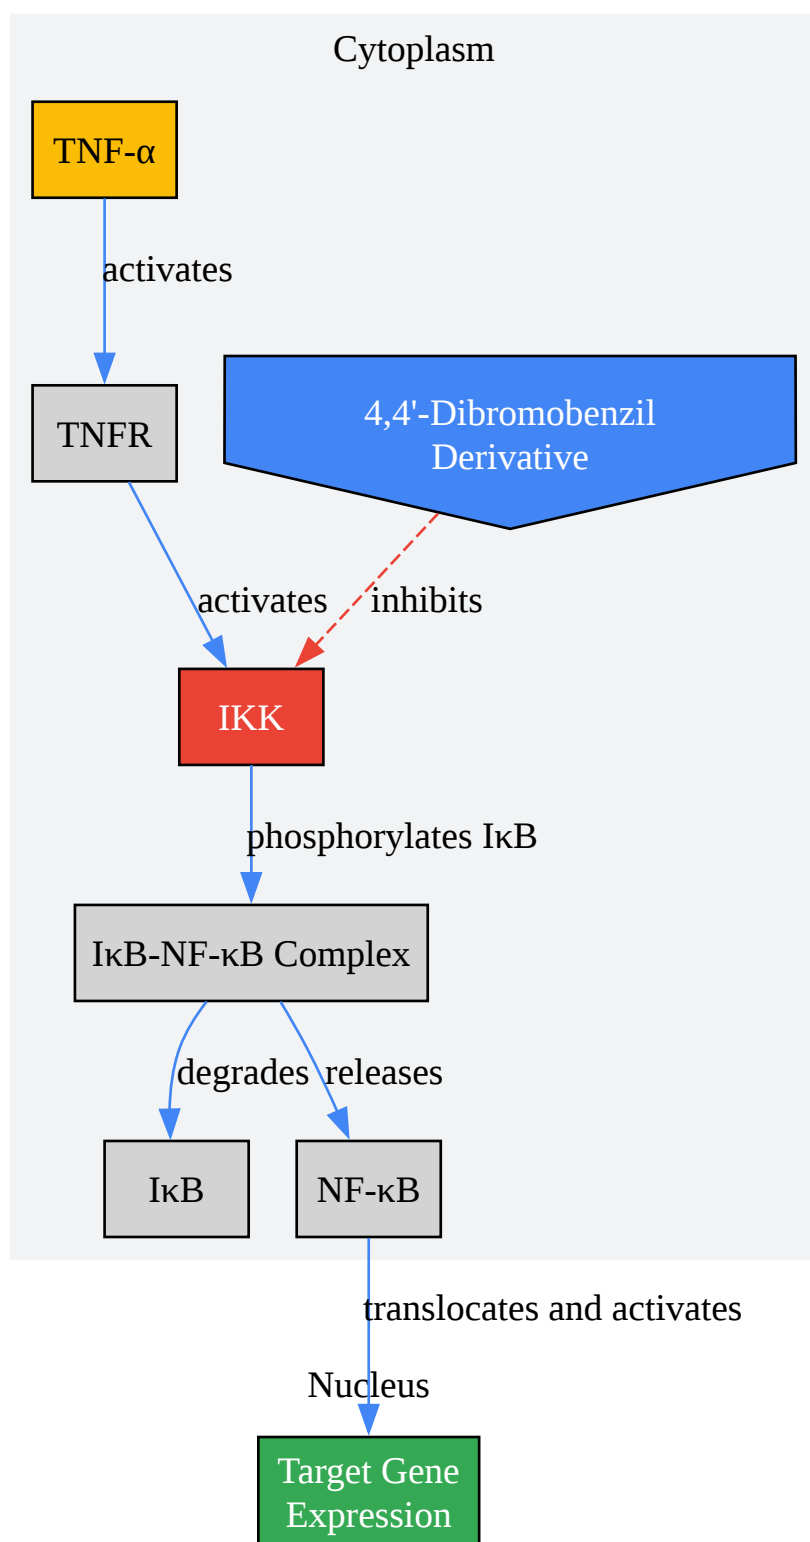 Cytoplasm
TNF-α
activates
TNFR
4,4'-Dibromobenzil
Derivative
activates
inhibits
IKK
phosphorylates IκB
IκB-NF-κB Complex
degrades
releases
IκB
NF-κB
translocates and activates
Nucleus
Target Gene
Expression